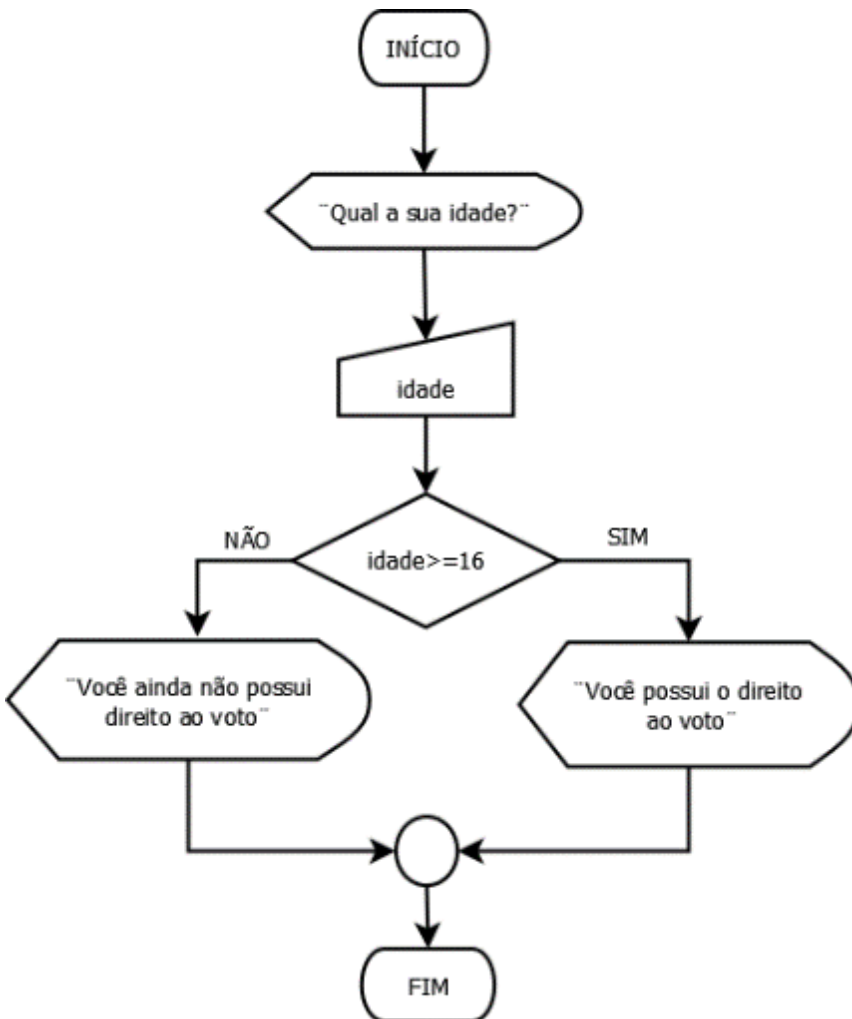 INÍCIO
¨Qual a sua idade?¨
idade
idade>=16
NÃO
SIM
¨Você ainda não possui
direito ao voto¨
¨Você possui o direito
ao voto¨
FIM